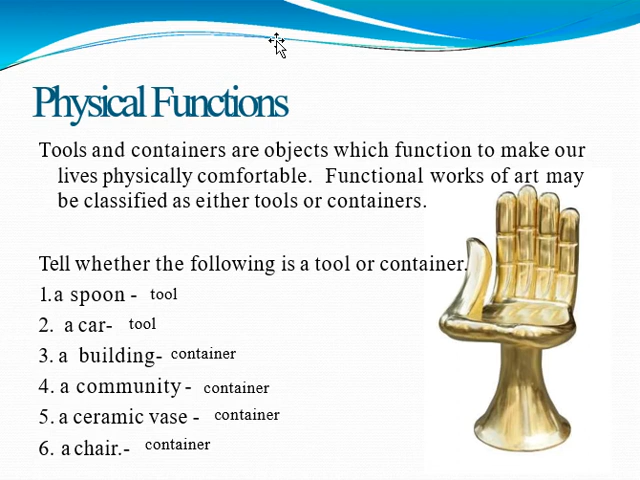 Physical Functions
Tools and containers are objects which function to make our
lives physically comfortable. Functional works of art may
be classified as either tools or containers.
Tell whether the following is a tool or container.
1.a spoon - tool
2. a car- tool
3. a building- container
4. a community - container
5. a ceramic vase - container
6. a chair.- container